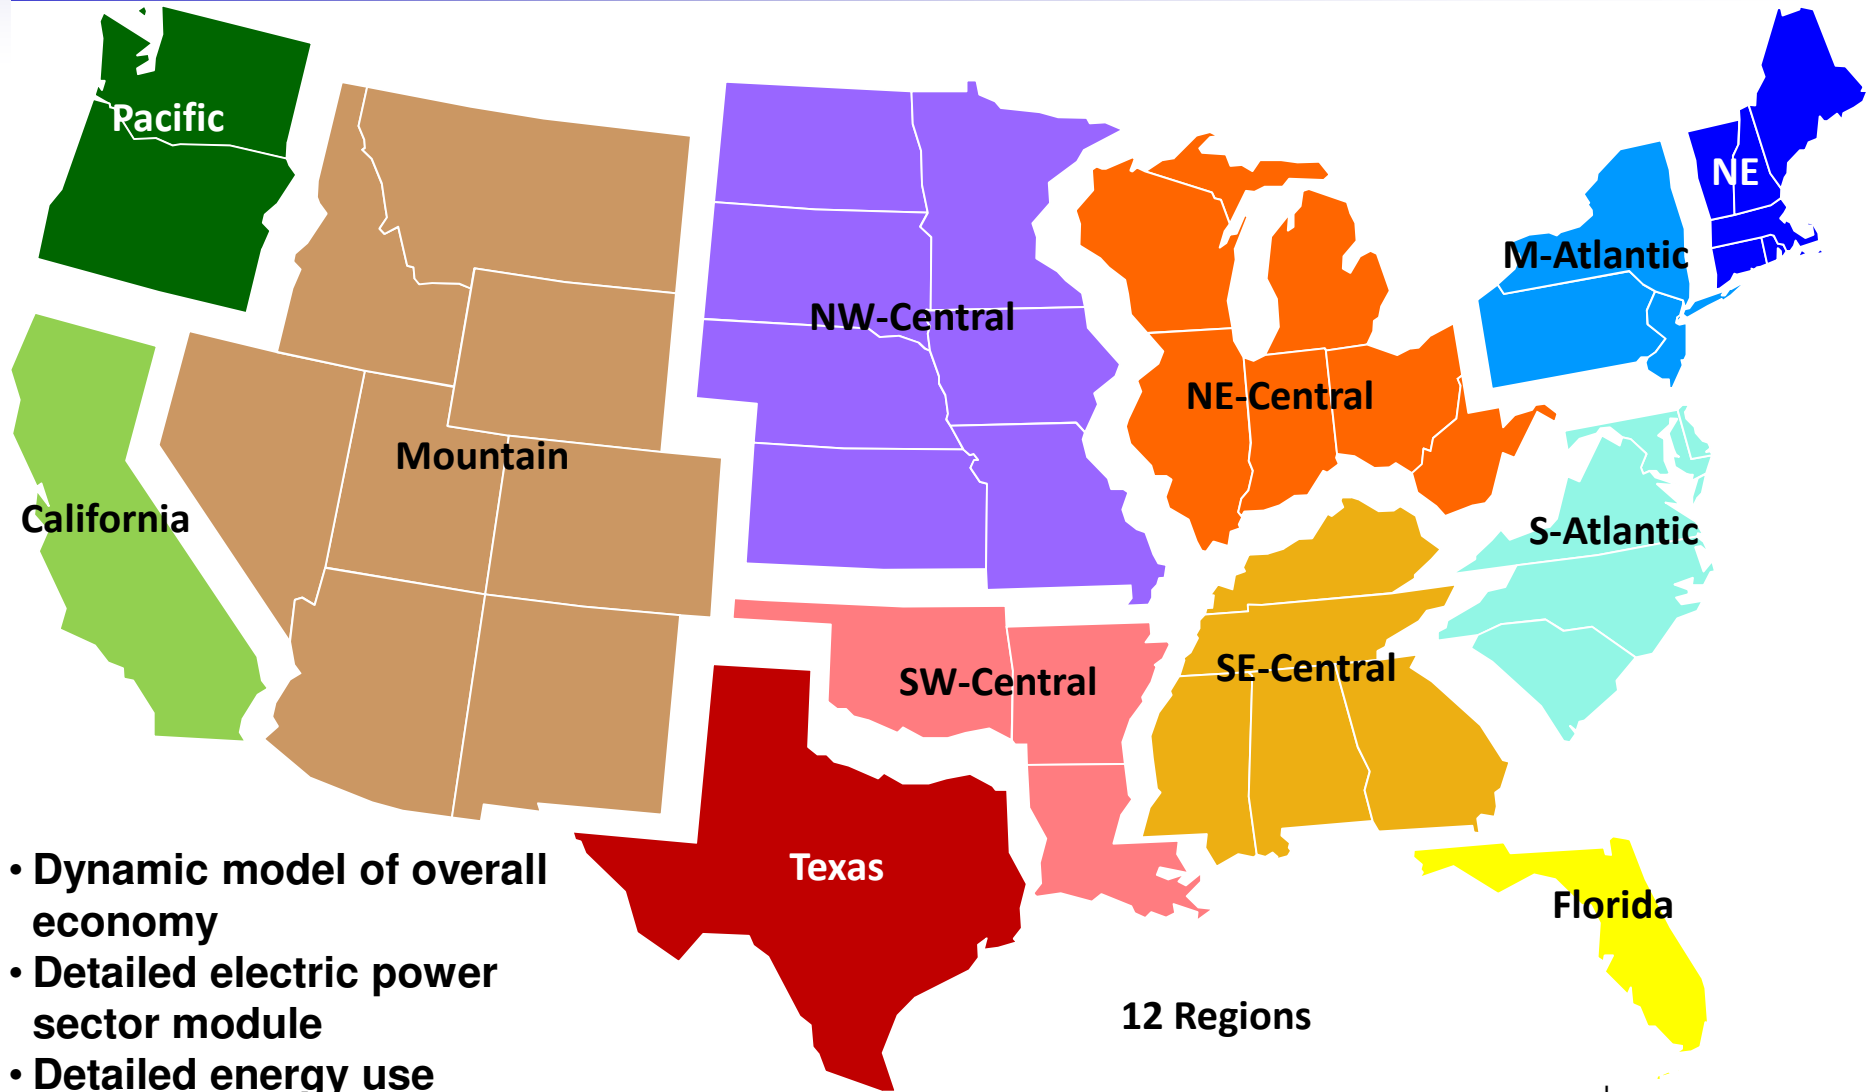 Pacific
NE
M-Atlantic
NW-Central
NE-Central
Mountain
California
S-Atlantic
SW-Central
SE-Central
Texas
Florida
12 Regions
• Dynamic model of overall
economy
• Detailed electric power
sector module
• Detailed energy use